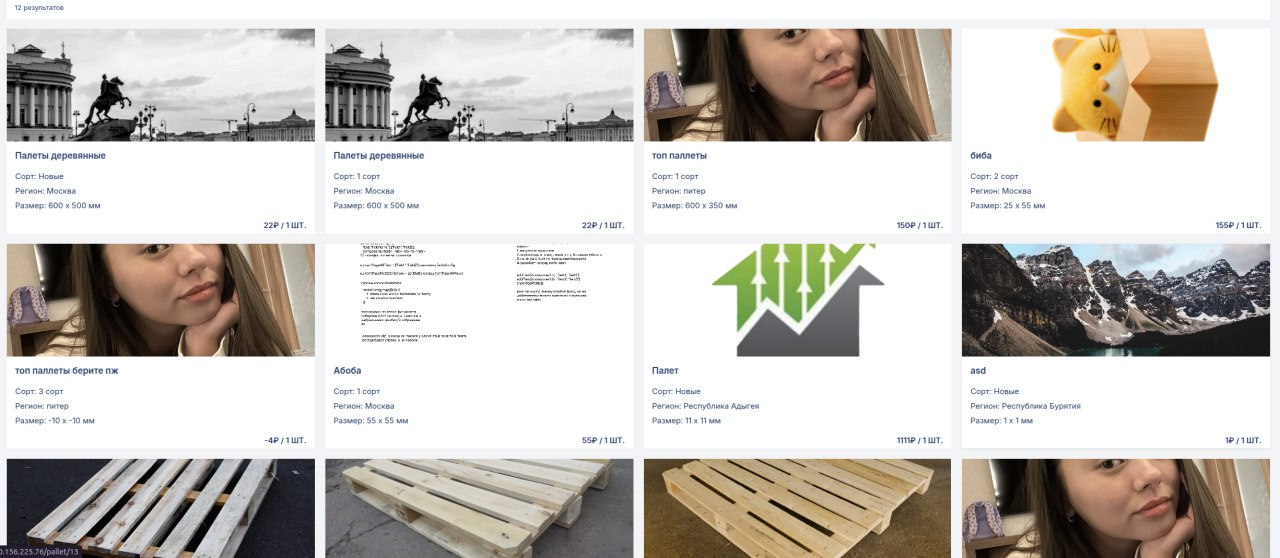 12 результатов
Палеты деревянные
Сорт: Новые
Регион: Москва
Размер: 600 x 500 мм
22₽ / 1 ШТ.
Палеты деревянные
Сорт: 1 сорт
Регион: Москва
Размер: 600 x 500 мм
22₽ / 1 ШТ.
топ паллеты
Сорт: 1 сорт
Регион: питер
Размер: 600 x 350 мм
150₽ / 1 ШТ.
биба
Сорт: 2 сорт
Регион: Москва
Размер: 25 x 55 мм
155₽ / 1 ШТ.
топ паллеты берите пж
Сорт: 3 сорт
Регион: питер
Размер: -10 x -10 мм
-4₽ / 1 ШТ.
Абоба
Сорт: 1 сорт
Регион: Москва
Размер: 55 x 55 мм
55₽ / 1 ШТ.
Палет
Сорт: Новые
Регион: Республика Адыгея
Размер: 11 x 11 мм
1111₽ / 1 ШТ.
asd
Сорт: Новые
Регион: Республика Бурятия
Размер: 1 x 1 мм
1₽ / 1 ШТ.
0.156.225.76/pallet/13